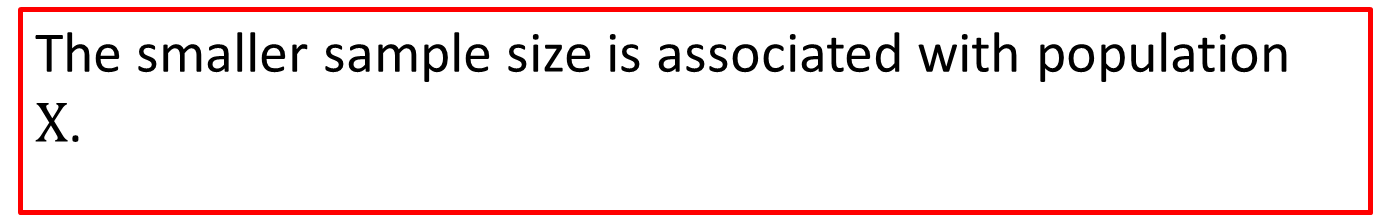 The smaller sample size is associated with population
X.